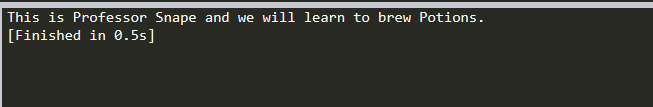 This is Professor Snape and we will learn to brew Potions.
[Finished in 0.5s]